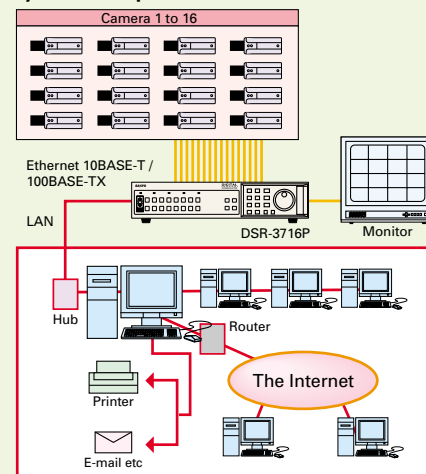 Camera 1 to 16
Ethernet 10BASE-T /
100BASE-TX
LAN
SANYO
DSR-3716P
Monitor
Hub
Router
The Internet
Printer
E-mail etc